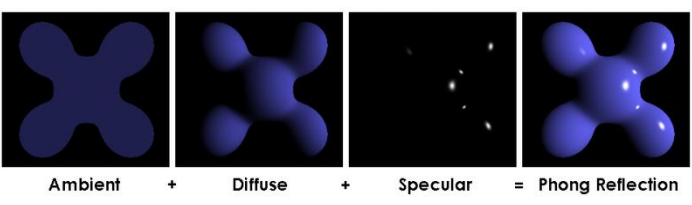 Ambient + Diffuse + Specular = Phong Reflection